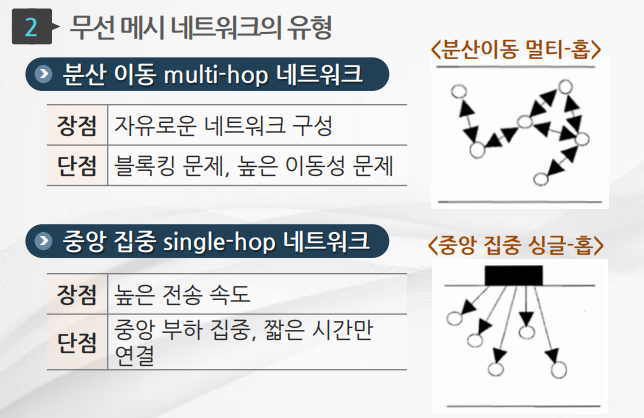 2 무선 메시 네트워크의 유형
분산 이동 multi-hop 네트워크
장점 자유로운 네트워크 구성
단점 블록킹 문제, 높은 이동성 문제
<분산이동 멀티-홉>
중앙 집중 single-hop 네트워크
장점 높은 전송 속도
단점 중앙 부하 집중, 짧은 시간만
연결
<중앙 집중 싱글-홉>